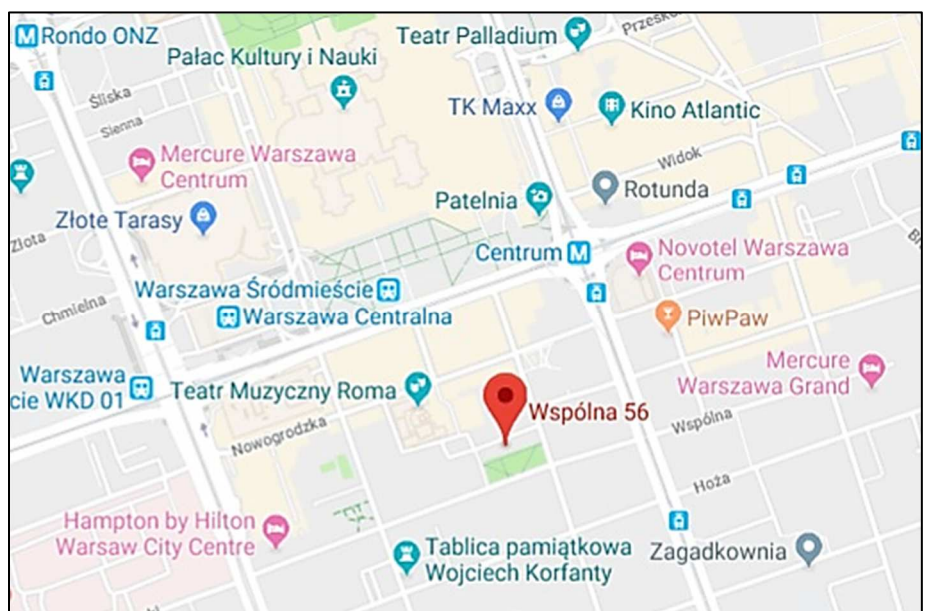 Rondo ONZ
Teatr Palladium
Pałac Kultury i Nauki
Śliska
Sienna
TK Maxx
Kino Atlantic
Mercure Warszawa
Centrum
Widok
Patelnia
Rotunda
Złote Tarasy
Złota
Centrum
Novotel Warszawa
Centrum
Chmielna
Warszawa Śródmieście
Warszawa Centralna
PiwPaw
Warszawa
cie WKD 01
Teatr Muzyczny Roma
Mercure
Warszawa Grand
Wspólna 56
Wspólna
Nowogrodzka
Hoża
Hampton by Hilton
Warsaw City Centre
Tablica pamiątkowa
Wojciech Korfanty
Zagadkownia